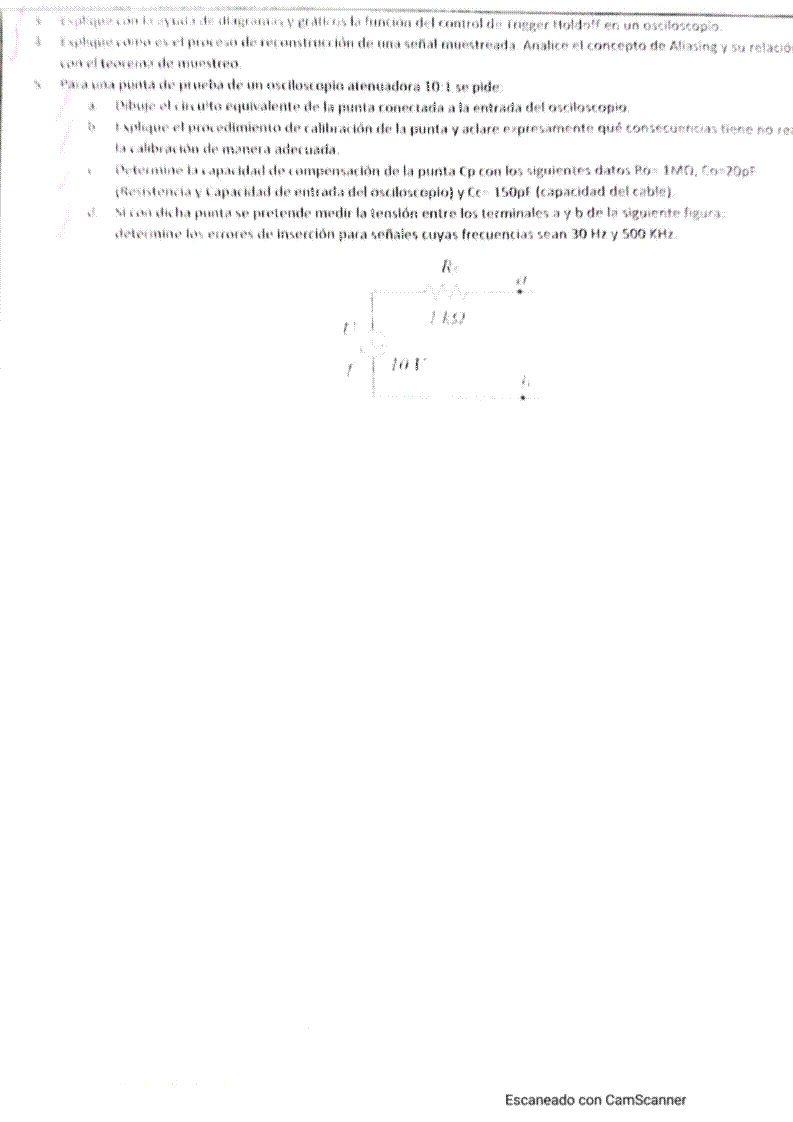 3. Explique con la ayuda de diagramas y gráficos la función del control de Trigger Holdoff en un osciloscopio.
4. Explique como es el proceso de reconstrucción de una señal muestreada. Analice el concepto de Aliasing y su relació
con el teorema de muestreo.
5. Para una punta de prueba de un osciloscopio atenuadora 10:1 se pide:
a. Dibuje el circuito equivalente de la punta conectada a la entrada del osciloscopio.
b. Explique el procedimiento de calibración de la punta y aclare expresamente qué consecuencias tiene no rea
la calibración de manera adecuada.
c. Determine la capacidad de compensación de la punta Cp con los siguientes datos Ro= 1MΩ, Co=20pF
(Resistencia y Capacidad de entrada del osciloscopio) y Cc= 150pF (capacidad del cable).
d. Si con dicha punta se pretende medir la tensión entre los terminales a y b de la siguiente figura;
determine los errores de inserción para señales cuyas frecuencias sean 30 Hz y 500 KHz.
a
1 kΩ
U
f 10 V
b
Escaneado con CamScanner